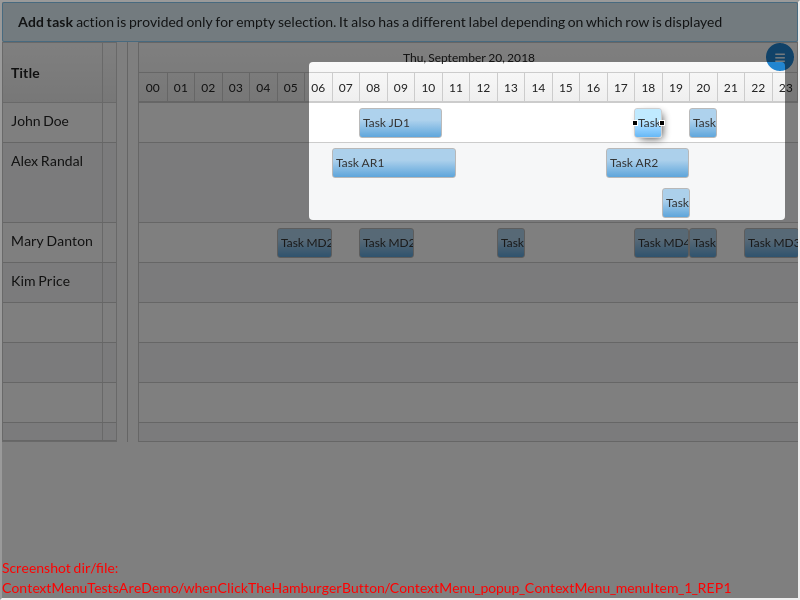 Add task action is provided only for empty selection. It also has a different label depending on which row is displayed
Title
Thu, September 20, 2018
00 01 02 03 04 05 06 07 08 09 10 11 12 13 14 15 16 17 18 19 20 21 22 23
John Doe
Task JD1
Task
Task
Alex Randal
Task AR1
Task AR2
Task
Mary Danton
Task MD2
Task MD2
Task
Task MD4
Task
Task MD3
Kim Price
Screenshot dir/file:
ContextMenuTestsAreDemo/whenClickTheHamburgerButton/ContextMenu_popup_ContextMenu_menuItem_1_REP1